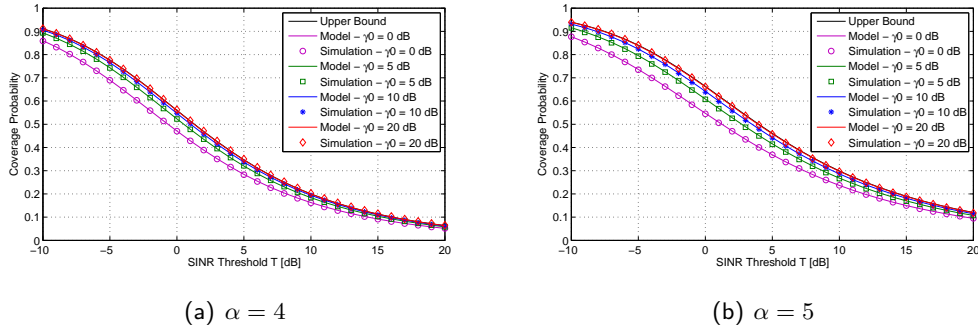 1
0.9
0.8
0.7
0.6
0.5
0.4
0.3
0.2
0.1
0
Coverage Probability
−10 −5 0 5 10 15 20
SINR Threshold T [dB]
Upper Bound
Model − γ0 = 0 dB
Simulation − γ0 = 0 dB
Model − γ0 = 5 dB
Simulation − γ0 = 5 dB
Model − γ0 = 10 dB
Simulation − γ0 = 10 dB
Model − γ0 = 20 dB
Simulation − γ0 = 20 dB
(a) α = 4
1
0.9
0.8
0.7
0.6
0.5
0.4
0.3
0.2
0.1
0
Coverage Probability
−10 −5 0 5 10 15 20
SINR Threshold T [dB]
Upper Bound
Model − γ0 = 0 dB
Simulation − γ0 = 0 dB
Model − γ0 = 5 dB
Simulation − γ0 = 5 dB
Model − γ0 = 10 dB
Simulation − γ0 = 10 dB
Model − γ0 = 20 dB
Simulation − γ0 = 20 dB
(b) α = 5